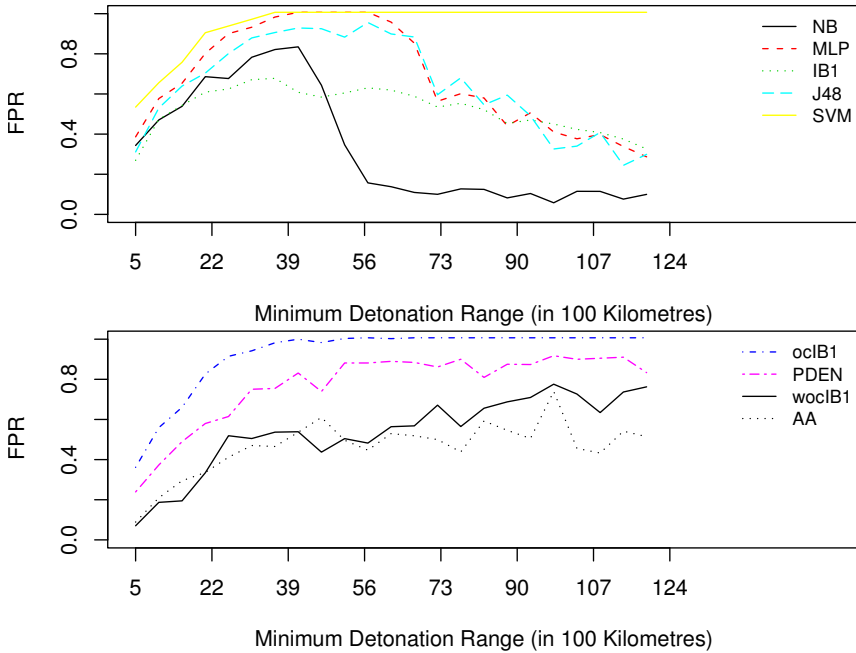 FPR
0.0
0.4
0.8
NB
MLP
IB1
J48
SVM
5 22 39 56 73 90 107 124
Minimum Detonation Range (in 100 Kilometres)
FPR
0.0
0.4
0.8
ocIB1
PDEN
wocIB1
AA
5 22 39 56 73 90 107 124
Minimum Detonation Range (in 100 Kilometres)